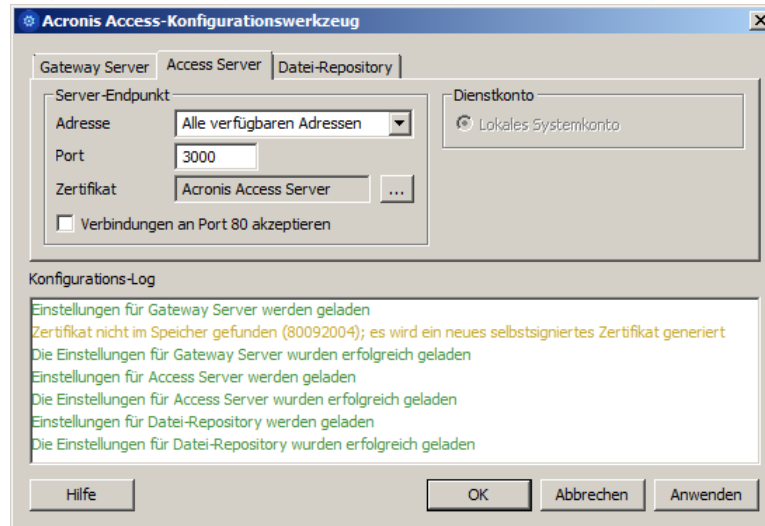 Acronis Access-Konfigurationswerkzeug
Gateway Server Access Server Datei-Repository
Server-Endpunkt
Adresse Alle verfügbaren Adressen
Port 3000
Zertifikat Acronis Access Server ...
Verbindungen an Port 80 akzeptieren
Dienstkonto
Lokales Systemkonto
Konfigurations-Log
Einstellungen für Gateway Server werden geladen
Zertifikat nicht im Speicher gefunden (80092004); es wird ein neues selbstsigniertes Zertifikat generiert
Die Einstellungen für Gateway Server wurden erfolgreich geladen
Einstellungen für Access Server werden geladen
Die Einstellungen für Access Server wurden erfolgreich geladen
Einstellungen für Datei-Repository werden geladen
Die Einstellungen für Datei-Repository wurden erfolgreich geladen
Hilfe OK Abbrechen Anwenden